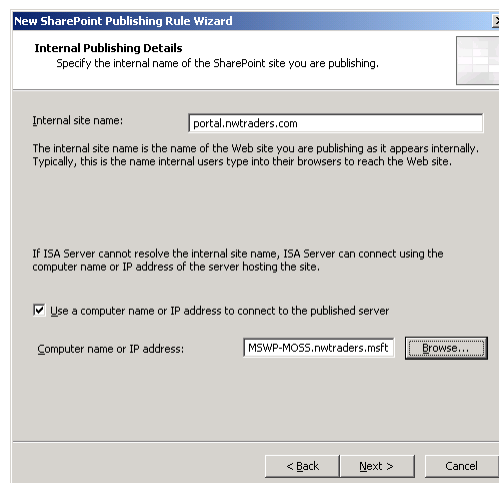 New SharePoint Publishing Rule Wizard
Internal Publishing Details
Specify the internal name of the SharePoint site you are publishing.
Internal site name: portal.nwtraders.com
The internal site name is the name of the Web site you are publishing as it appears internally.
Typically, this is the name internal users type into their browsers to reach the Web site.
If ISA Server cannot resolve the internal site name, ISA Server can connect using the
computer name or IP address of the server hosting the site.
Use a computer name or IP address to connect to the published server
Computer name or IP address: MSWP-MOSS.nwtraders.msft Browse...
< Back Next > Cancel